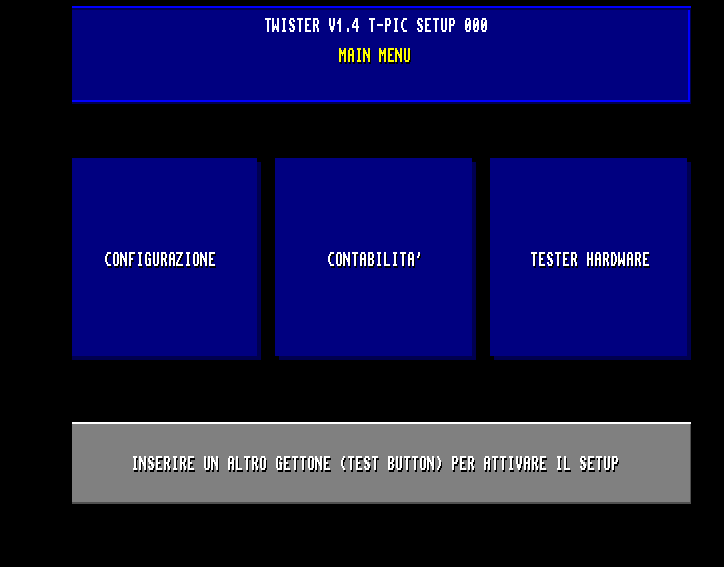 TWISTER V1.4 T-PIC SETUP 000
MAIN MENU
CONFIGURAZIONE
CONTABILITA'
TESTER HARDWARE
INSERIRE UN ALTRO GETTONE (TEST BUTTON) PER ATTIVARE IL SETUP